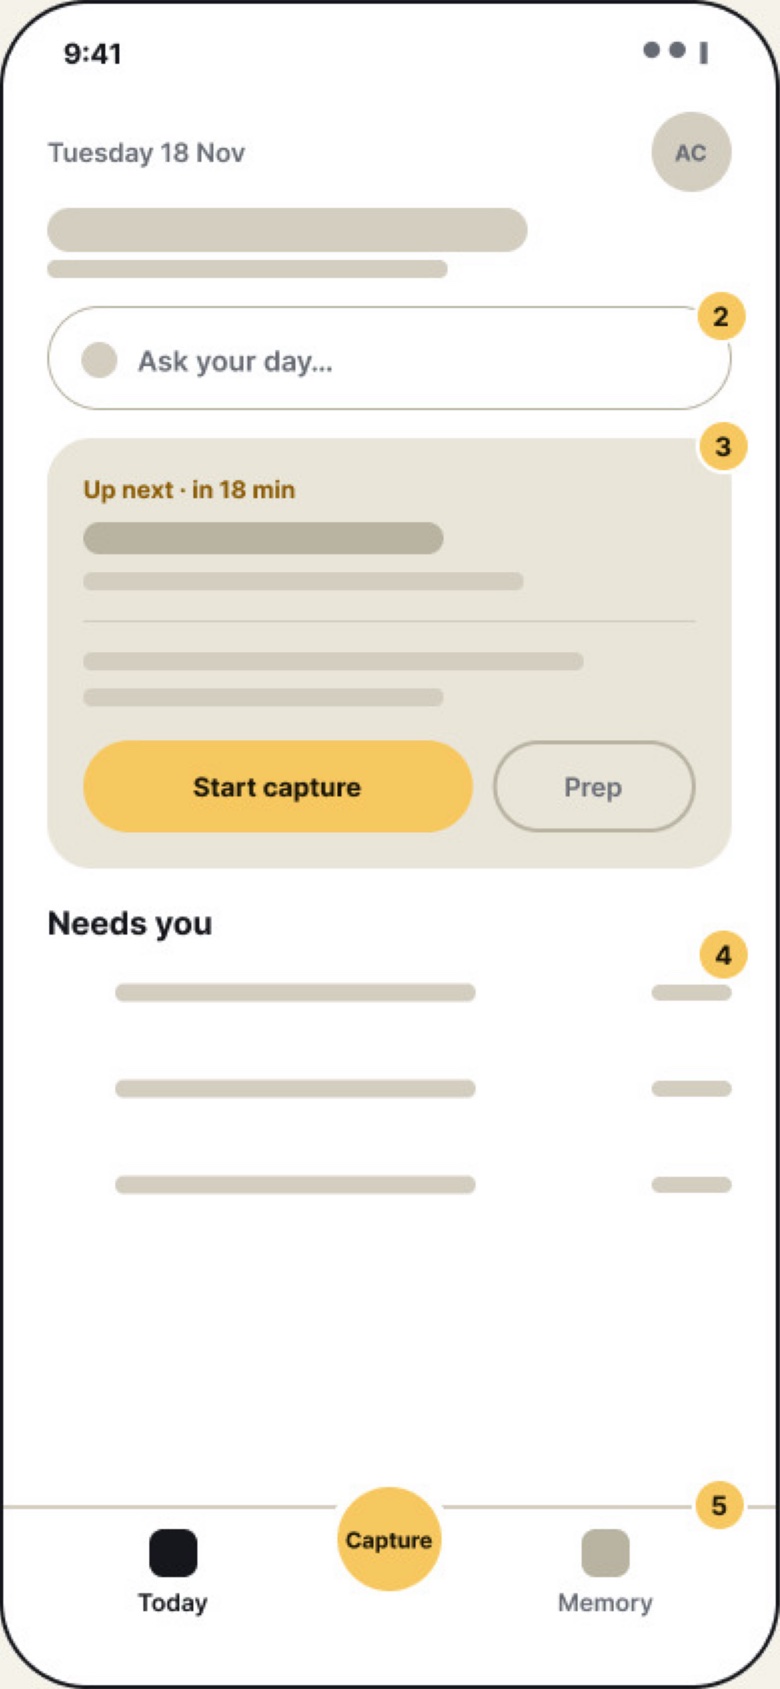 9:41
Tuesday 18 Nov
AC
2
Ask your day...
3
Up next · in 18 min
Start capture
Prep
Needs you
4
5
Capture
Today
Memory